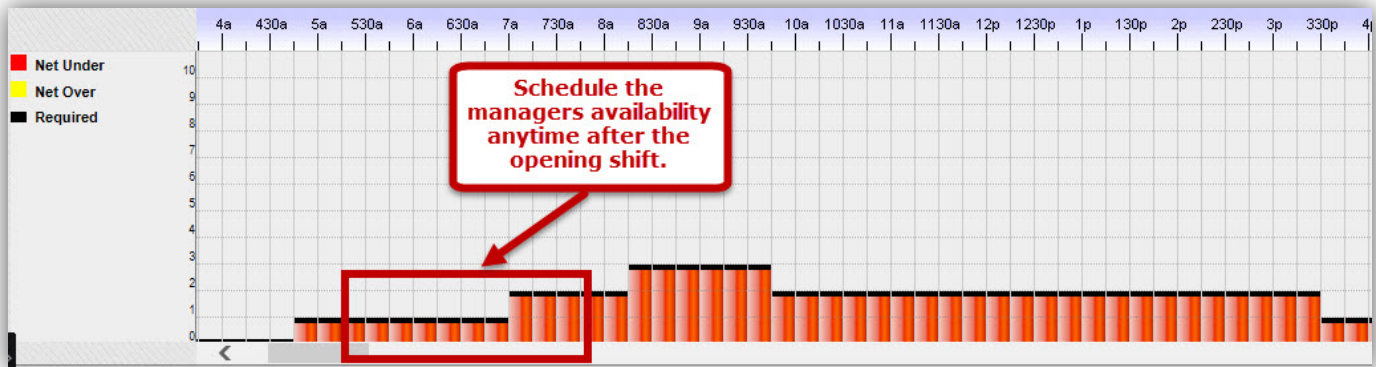 4a 430a 5a 530a 6a 630a 7a 730a 8a 830a 9a 930a 10a 1030a 11a 1130a 12p 1230p 1p 130p 2p 230p 3p 330p
Net Under
Net Over
Required
10
9
8
7
6
5
4
3
2
1
0
Schedule the
managers availability
anytime after the
opening shift.